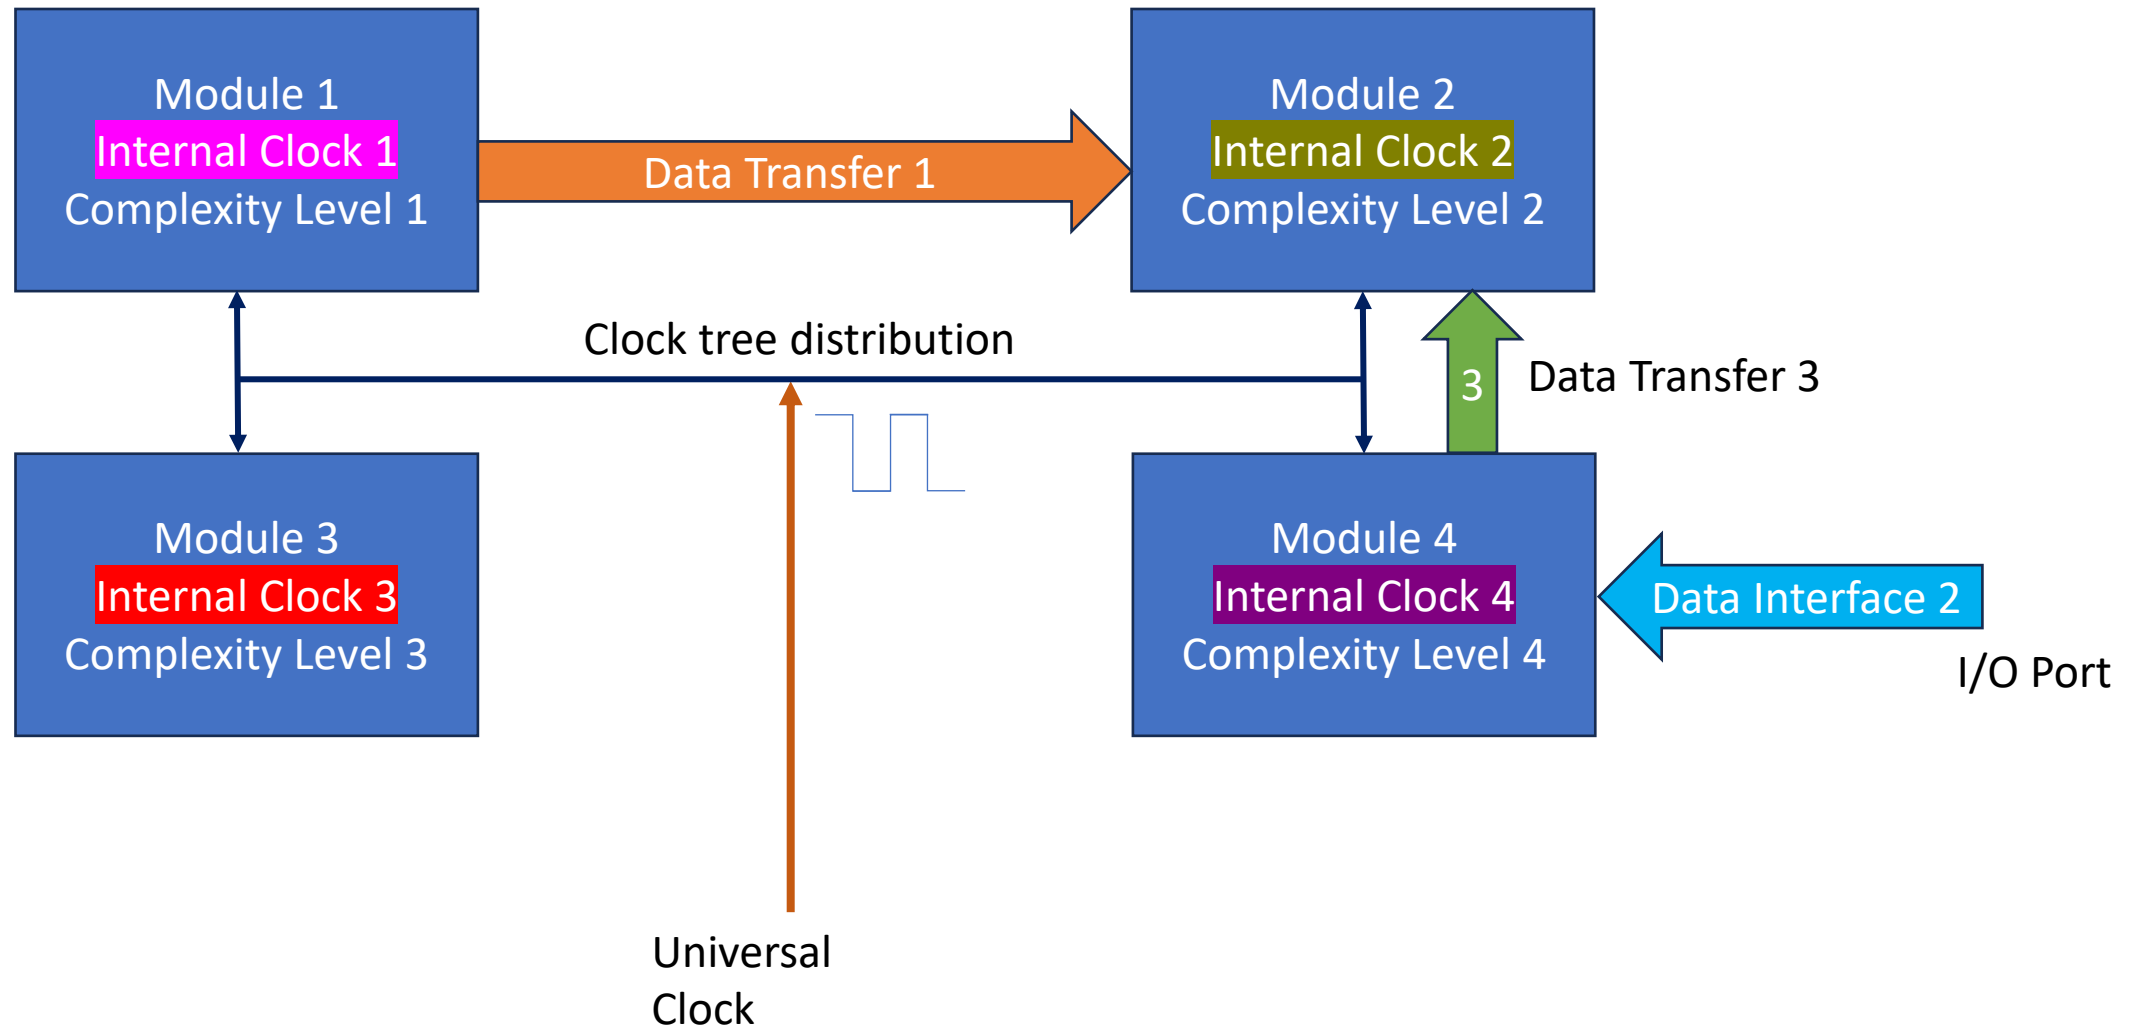 Module 1
Internal Clock 1
Complexity Level 1
Data Transfer 1
Module 2
Internal Clock 2
Complexity Level 2
Clock tree distribution
3
Data Transfer 3
Module 3
Internal Clock 3
Complexity Level 3
Module 4
Internal Clock 4
Complexity Level 4
Data Interface 2
I/O Port
Universal
Clock